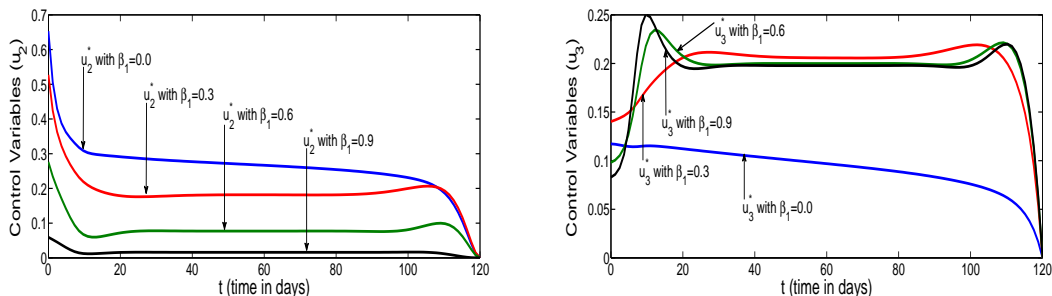 Control Variables (u₂)
0.7
0.6
0.5
0.4
0.3
0.2
0.1
0
0
20
40
60
80
100
120
t (time in days)
u₂* with β₁=0.0
u₂* with β₁=0.3
u₂* with β₁=0.6
u₂* with β₁=0.9
Control Variables (u₃)
0.25
0.2
0.15
0.1
0.05
0
0
20
40
60
80
100
120
t (time in days)
u₃* with β₁=0.6
u₃* with β₁=0.9
u₃* with β₁=0.3
u₃* with β₁=0.0